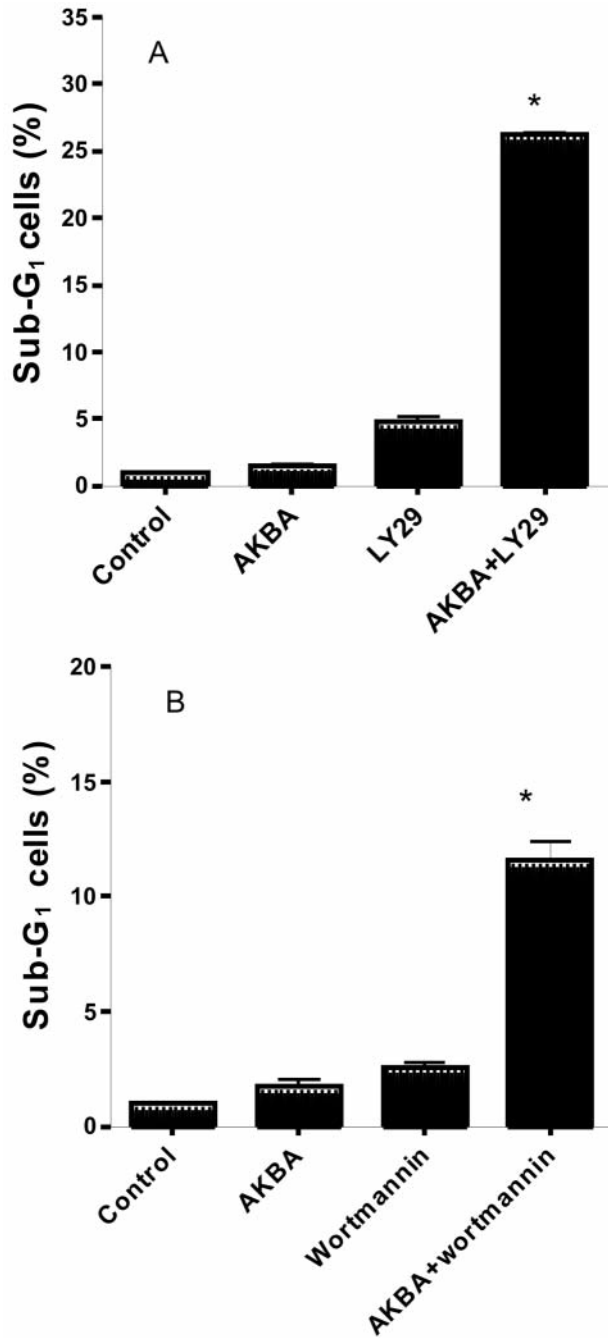 A
Sub-G₁ cells (%)
35
30
25
20
15
10
5
0
*
Control
AKBA
LY29
AKBA+LY29
B
Sub-G₁ cells (%)
20
15
10
5
0
*
Control
AKBA
Wortmannin
AKBA+wortmannin